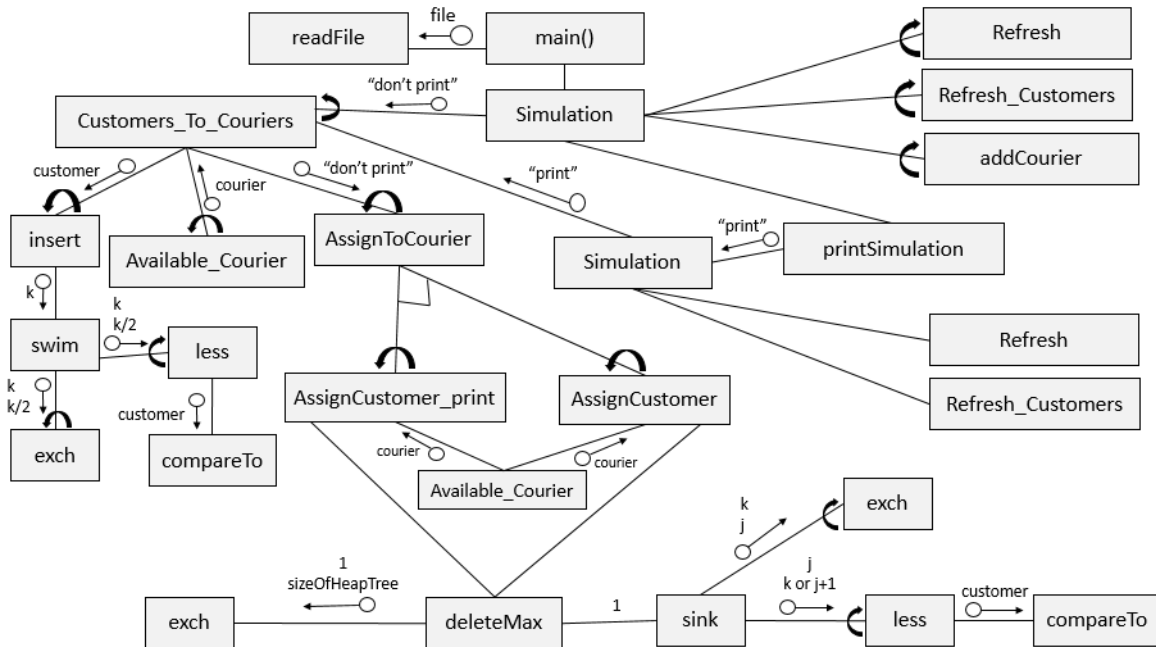 file
readFile
main()
Refresh
"don't print"
Refresh_Customers
Customers_To_Couriers
Simulation
addCourier
customer
courier
"don't print"
"print"
insert
AssignToCourier
"print"
Available_Courier
Simulation
printSimulation
k
k
k/2
swim
less
Refresh
k
k/2
customer
AssignCustomer_print
AssignCustomer
Refresh_Customers
exch
compareTo
courier
courier
Available_Courier
k
j
exch
1
sizeOfHeapTree
j
k or j+1
customer
exch
deleteMax
1
sink
less
compareTo